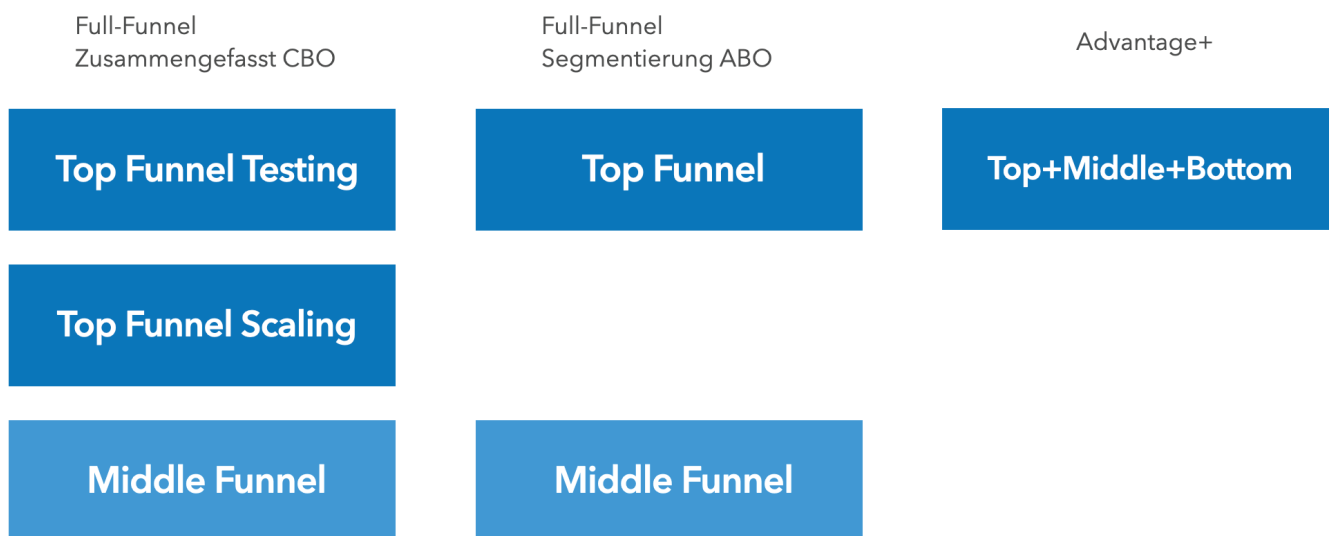 Full-Funnel
Zusammengefasst CBO
Full-Funnel
Segmentierung ABO
Advantage+
Top Funnel Testing
Top Funnel
Top+Middle+Bottom
Top Funnel Scaling
Middle Funnel
Middle Funnel